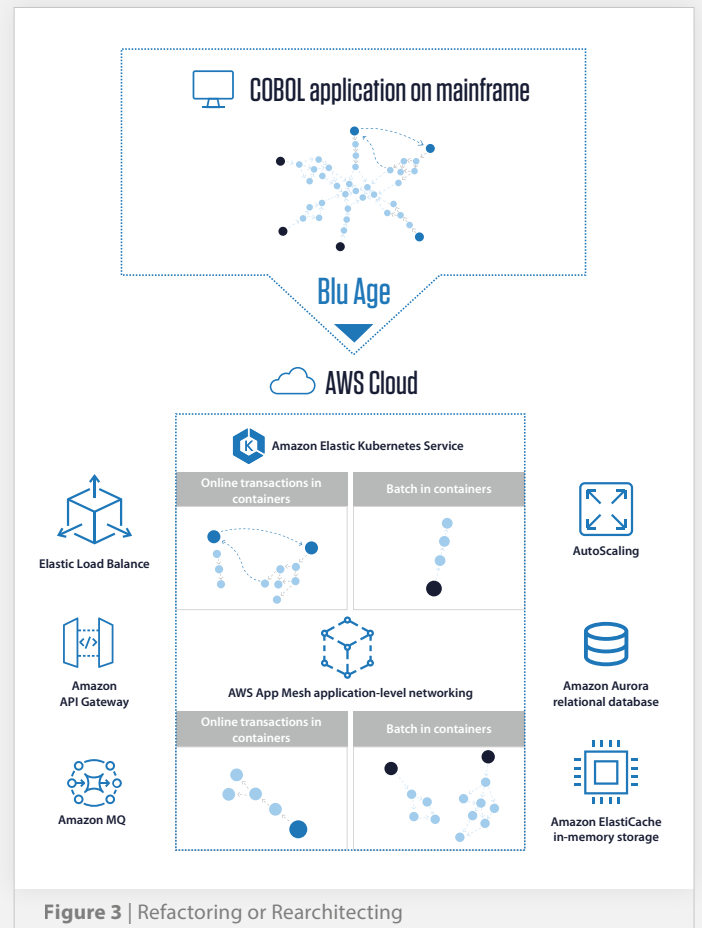 COBOL application on mainframe
Blu Age
AWS Cloud
Amazon Elastic Kubernetes Service
Online transactions in
containers
Batch in containers
Elastic Load Balance
AutoScaling
Amazon
API Gateway
AWS App Mesh application-level networking
Amazon Aurora
relational database
Online transactions in
containers
Batch in containers
Amazon MQ
Amazon ElastiCache
in-memory storage
Figure 3 | Refactoring or Rearchitecting